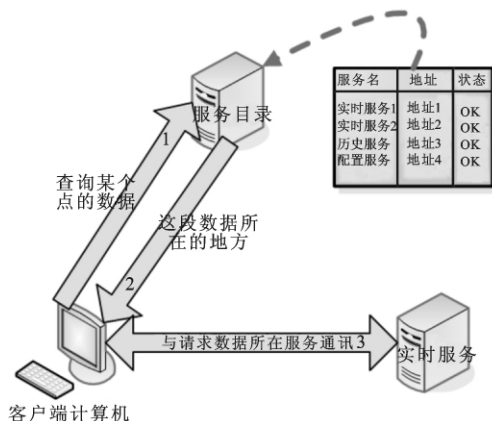 服务名 地址 状态
实时服务1 地址1 OK
实时服务2 地址2 OK
历史服务 地址3 OK
配置服务 地址4 OK
服务目录
1
查询某个
点的数据
这段数据所
在的地方
2
与请求数据所在服务通讯3
实时服务
客户端计算机